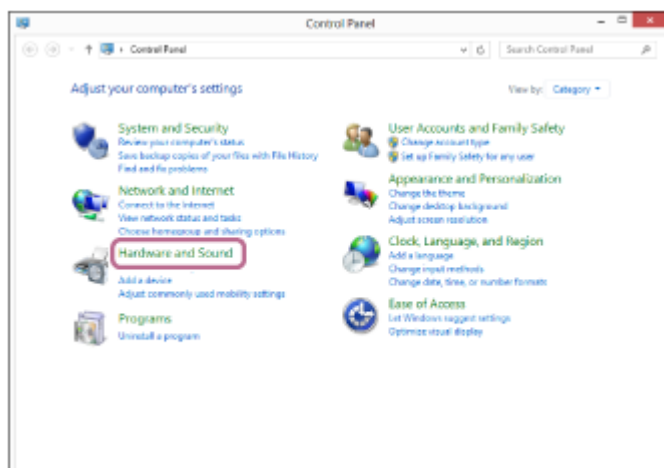 Control Panel
Control Panel
Search Control Panel
Adjust your computer's settings
View by: Category
System and Security
Review your computer's status
Save backup copies of your files with File History
Find and fix problems
Network and Internet
Connect to the Internet
View network status and tasks
Choose homegroup and sharing options
Hardware and Sound
Add a device
Adjust commonly used mobility settings
Programs
Uninstall a program
User Accounts and Family Safety
Change account type
Set up Family Safety for any user
Appearance and Personalization
Change the theme
Change desktop background
Adjust screen resolution
Clock, Language, and Region
Add a language
Change input methods
Change date, time, or number formats
Ease of Access
Let Windows suggest settings
Optimize visual display